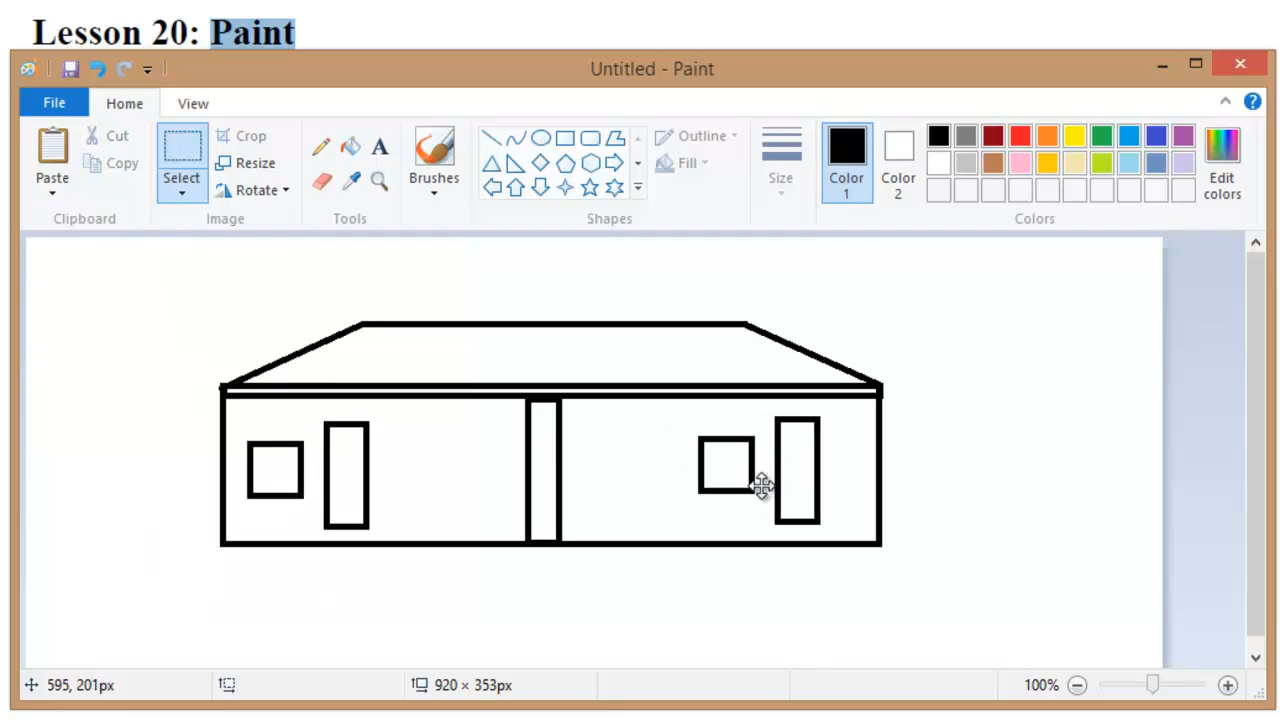 Lesson 20: Paint
Untitled - Paint
File
Home
View
Paste
Cut
Copy
Clipboard
Select
Crop
Resize
Rotate
Image
A
Tools
Brushes
Outline
Fill
Shapes
Size
Color 1
Color 2
Edit colors
Colors
595, 201px
920 × 353px
100%